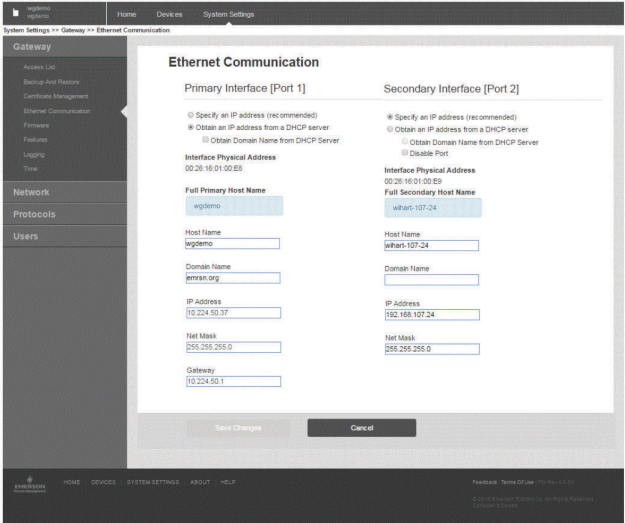 wgdemo
wgdemo
Home Devices System Settings
System Settings >> Gateway >> Ethernet Communication
Gateway
Access List
Backup And Restore
Certificate Management
Ethernet Communication
Firmware
Features
Logging
Time
Network
Protocols
Users
Ethernet Communication
Primary Interface [Port 1]
Specify an IP address (recommended)
Obtain an IP address from a DHCP server
Obtain Domain Name from DHCP Server
Interface Physical Address
00:26:16:01:00:E8
Full Primary Host Name
wgdemo
Host Name
wgdemo
Domain Name
emrsn.org
IP Address
10.224.50.37
Net Mask
255.255.255.0
Gateway
10.224.50.1
Secondary Interface [Port 2]
Specify an IP address (recommended)
Obtain an IP address from a DHCP server
Obtain Domain Name from DHCP Server
Disable Port
Interface Physical Address
00:26:16:01:00:E9
Full Secondary Host Name
wihart-107-24
Host Name
wihart-107-24
Domain Name
IP Address
192.168.107.24
Net Mask
255.255.255.0
Save Changes Cancel
EMERSON
HOME DEVICES SYSTEM SETTINGS ABOUT HELP
Feedback Terms Of Use